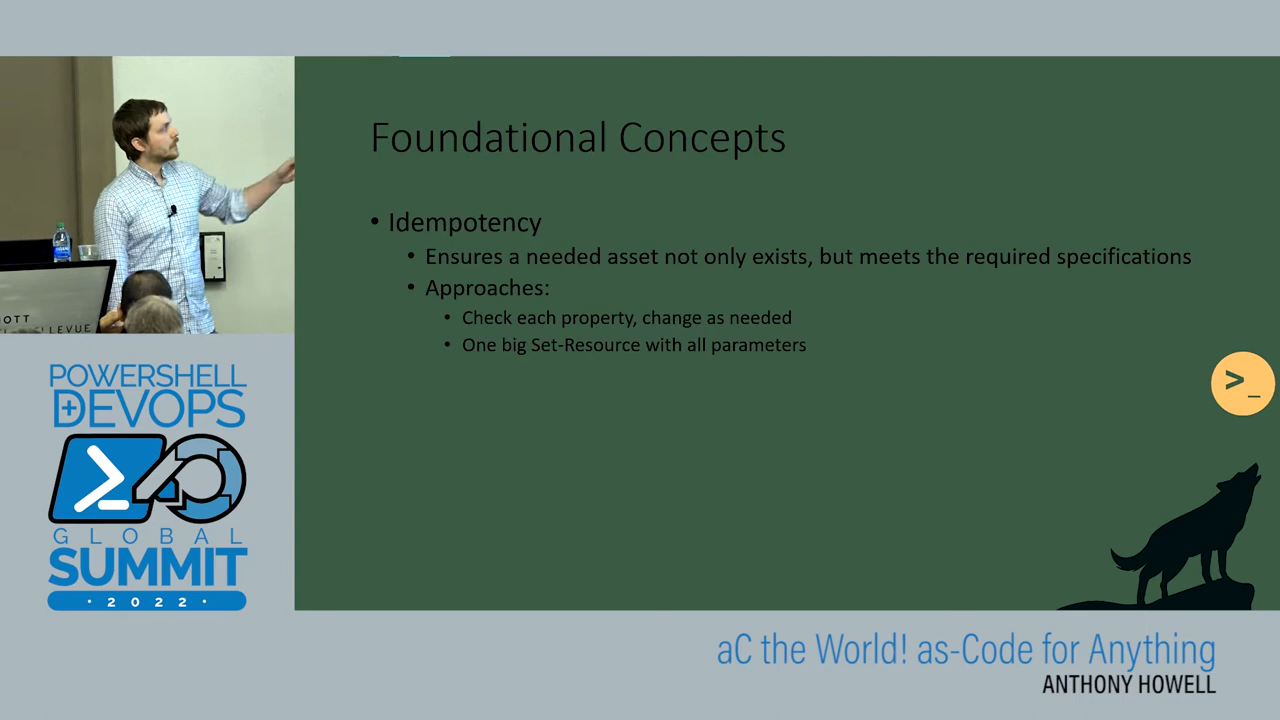 Foundational Concepts
• Idempotency
• Ensures a needed asset not only exists, but meets the required specifications
• Approaches:
• Check each property, change as needed
• One big Set-Resource with all parameters
>_
POWERSHELL
+DEVOPS
GLOBAL
SUMMIT
· 2022 ·
aC the World! as-Code for Anything
ANTHONY HOWELL